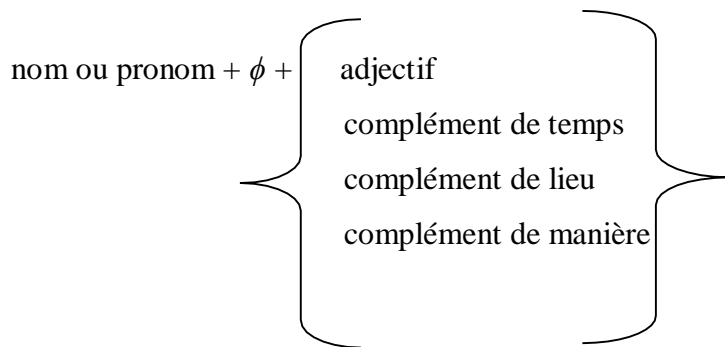 nom ou pronom + ϕ + adjectif
complément de temps
complément de lieu
complément de manière